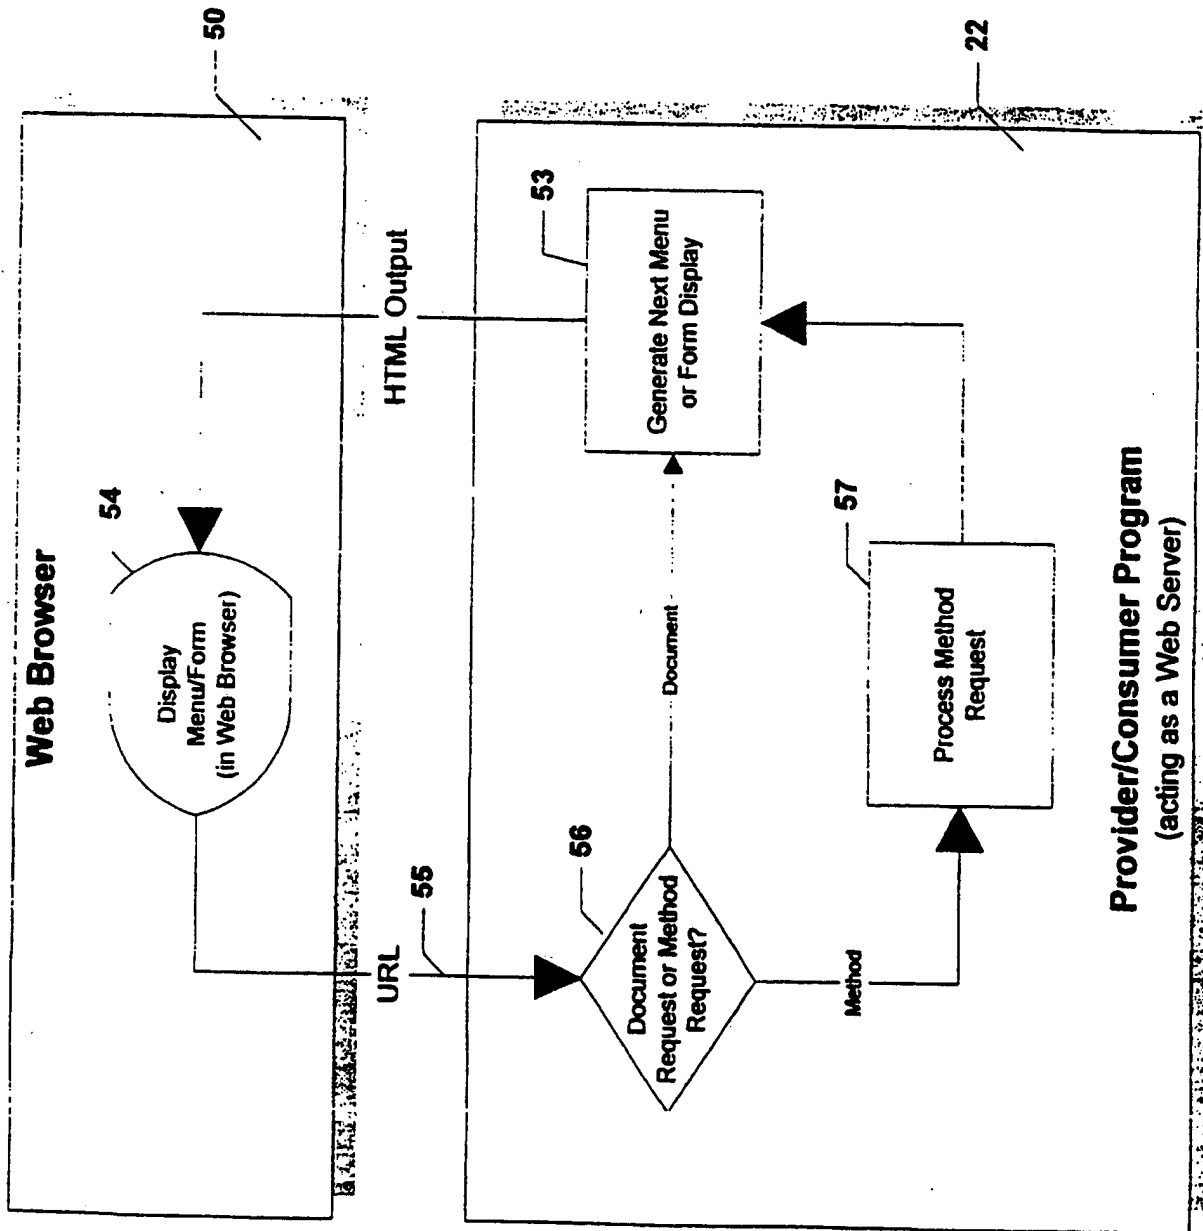 Web Browser
50
54
Display
Menu/Form
(in Web Browser)
URL
55
HTML Output
56
Document
Request or Method
Request?
Document
53
Generate Next Menu
or Form Display
Method
57
Process Method
Request
22
Provider/Consumer Program
(acting as a Web Server)